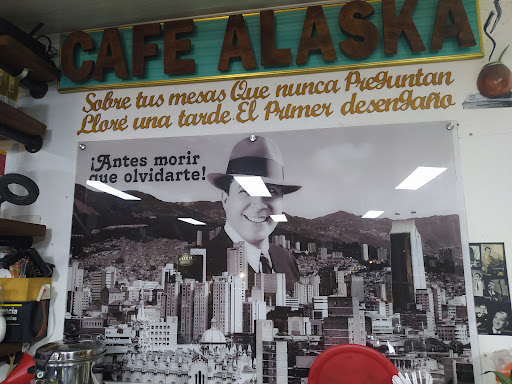 CAFE ALASKA
Sobre tus mesas Que nunca Preguntan
Lloré una tarde El Primer desengaño
¡Antes morir
que olvidarte!